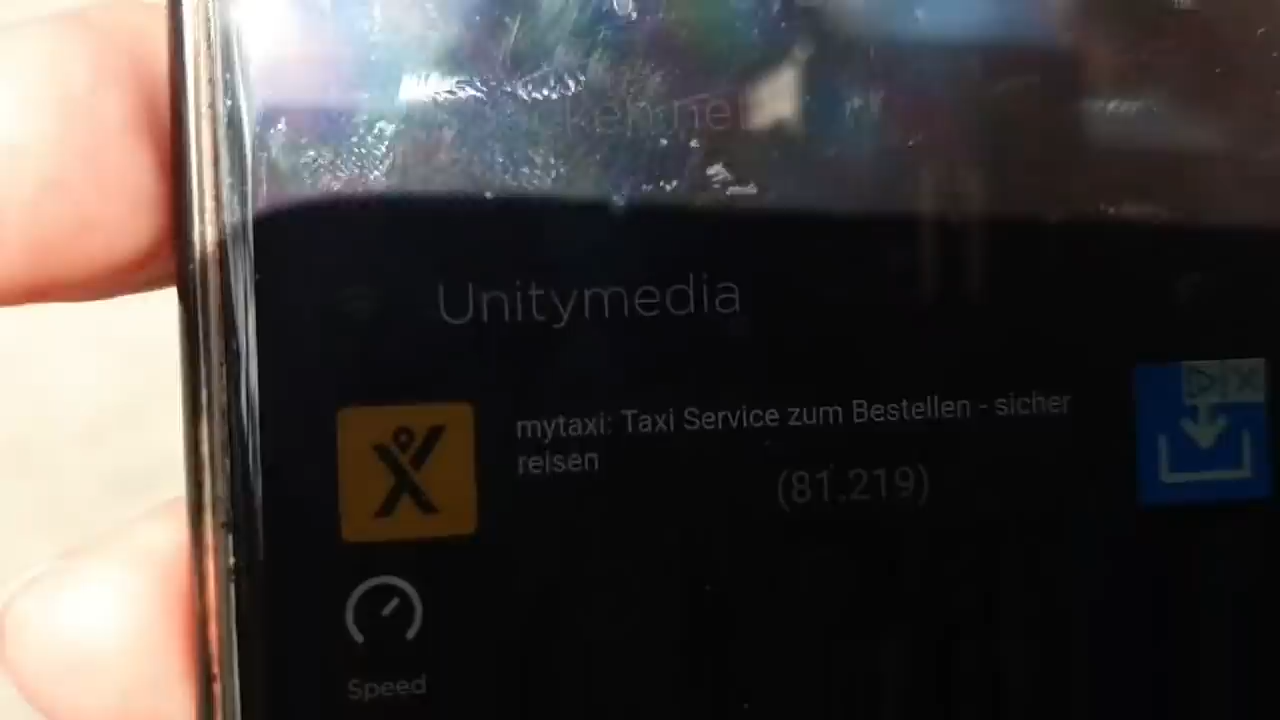 Unitymedia
mytaxi: Taxi Service zum Bestellen - sicher
reisen
(81.219)
Speed